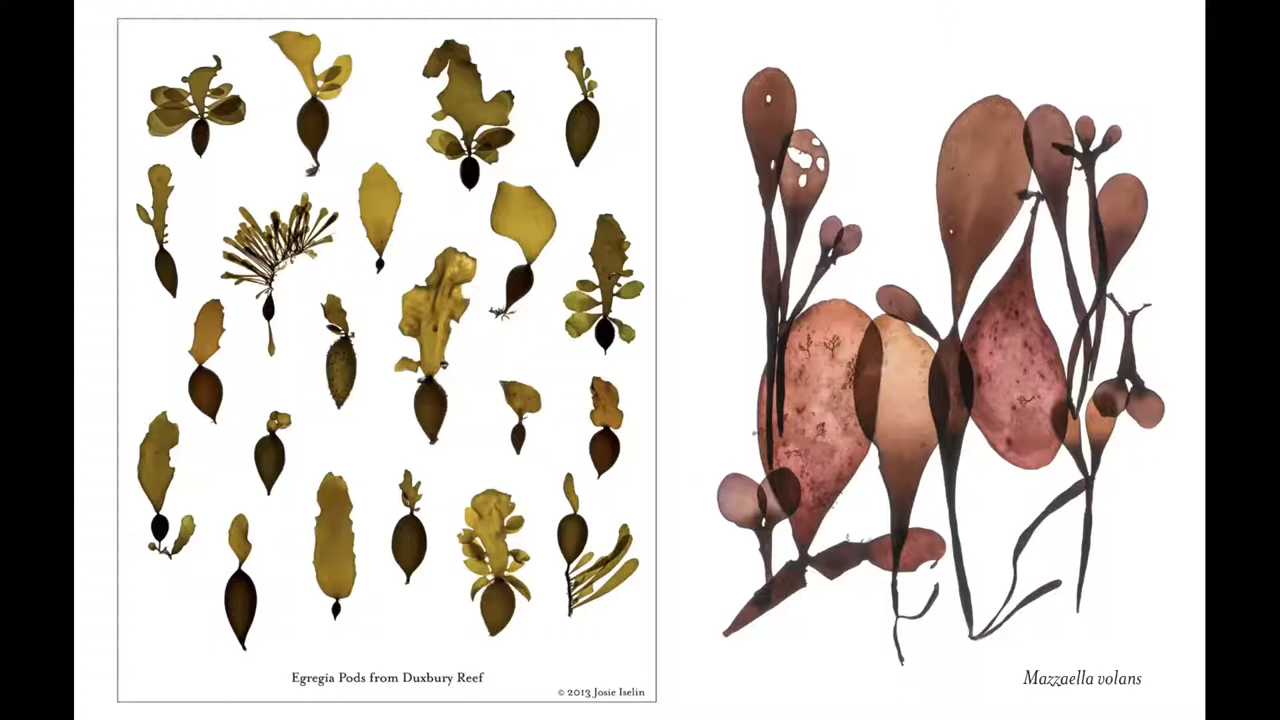 Egregia Pods from Duxbury Reef
© 2013 Josie Iselin
Mazzaella volans